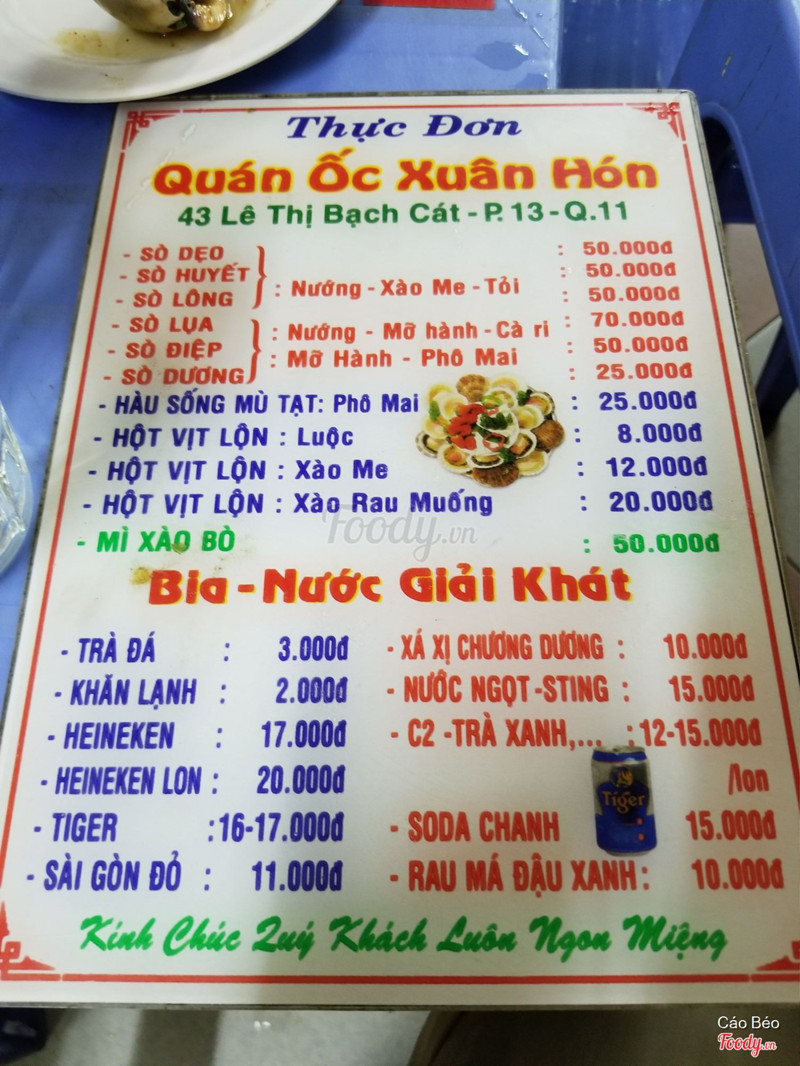 Thực Đơn
Quán Ốc Xuân Hón
43 Lê Thị Bạch Cát - P.13 - Q.11
- SÒ DẸO : 50.000đ
- SÒ HUYẾT : Nướng - Xào Me - Tỏi : 50.000đ
- SÒ LÔNG : 50.000đ
- SÒ LỤA : Nướng - Mỡ hành - Cà ri : 70.000đ
- SÒ ĐIỆP : Mỡ Hành - Phô Mai : 50.000đ
- SÒ DƯƠNG : 25.000đ
- HÀU SỐNG MÙ TẠT: Phô Mai : 25.000đ
- HỘT VỊT LỘN : Luộc : 8.000đ
- HỘT VỊT LỘN : Xào Me : 12.000đ
- HỘT VỊT LỘN : Xào Rau Muống : 20.000đ
Foody.vn
- MÌ XÀO BÒ : 50.000đ
Bia - Nước Giải Khát
- TRÀ ĐÁ : 3.000đ
- KHĂN LẠNH : 2.000đ
- HEINEKEN : 17.000đ
- HEINEKEN LON : 20.000đ
- TIGER :16-17.000đ
- SÀI GÒN ĐỎ : 11.000đ
- XÁ XỊ CHƯƠNG DƯƠNG : 10.000đ
- NƯỚC NGỌT -STING : 15.000đ
- C2 -TRÀ XANH,... : 12-15.000đ
/lon
Tiger
- SODA CHANH : 15.000đ
- RAU MÁ ĐẬU XANH : 10.000đ
Kính Chúc Quý Khách Luôn Ngon Miệng
Cáo Béo
Foody.vn